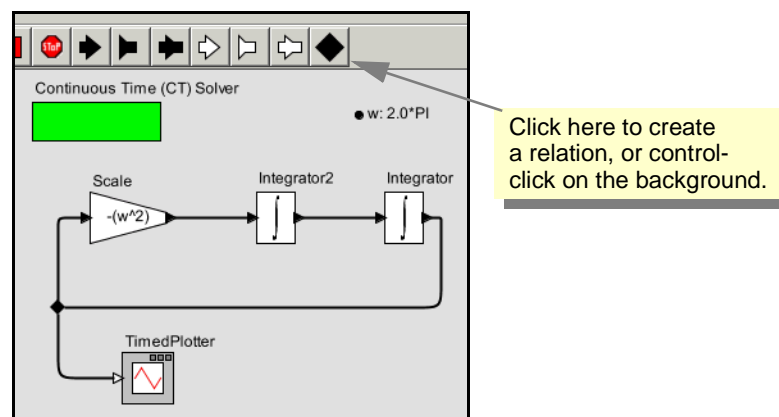 STOP
Continuous Time (CT) Solver
w: 2.0*PI
Click here to create
a relation, or control-
click on the background.
Scale
Integrator2
Integrator
-(w^2)
∫
∫
TimedPlotter